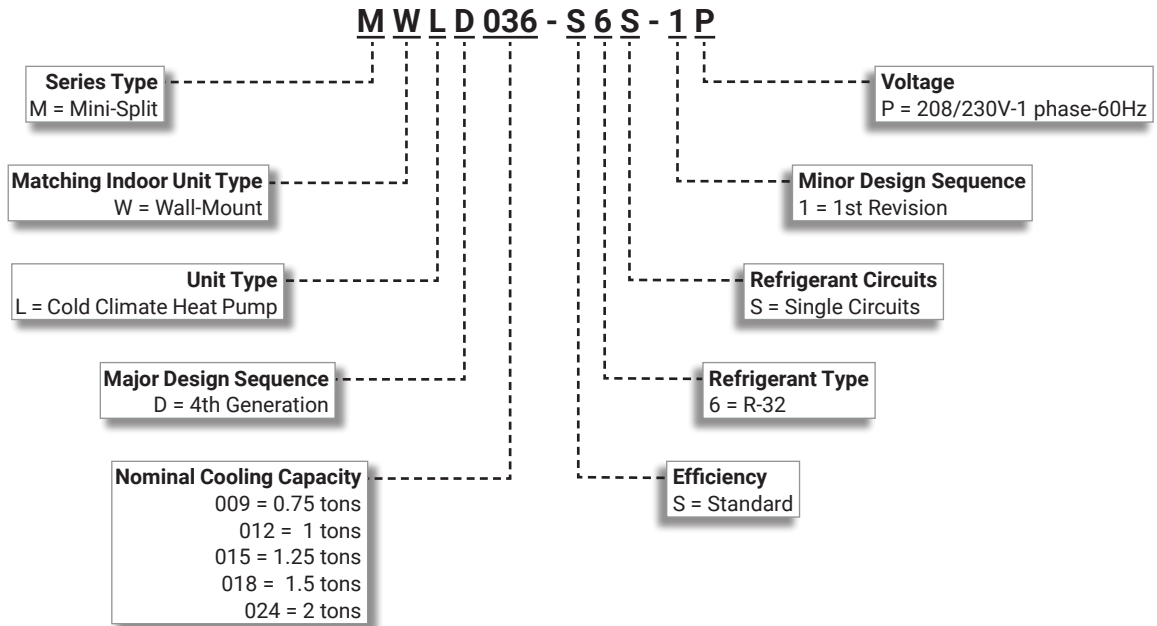 MWLD036-S6S-1P
Series Type
M = Mini-Split
Voltage
P = 208/230V-1 phase-60Hz
Matching Indoor Unit Type
W = Wall-Mount
Minor Design Sequence
1 = 1st Revision
Unit Type
L = Cold Climate Heat Pump
Refrigerant Circuits
S = Single Circuits
Major Design Sequence
D = 4th Generation
Refrigerant Type
6 = R-32
Nominal Cooling Capacity
009 = 0.75 tons
012 = 1 tons
015 = 1.25 tons
018 = 1.5 tons
024 = 2 tons
Efficiency
S = Standard